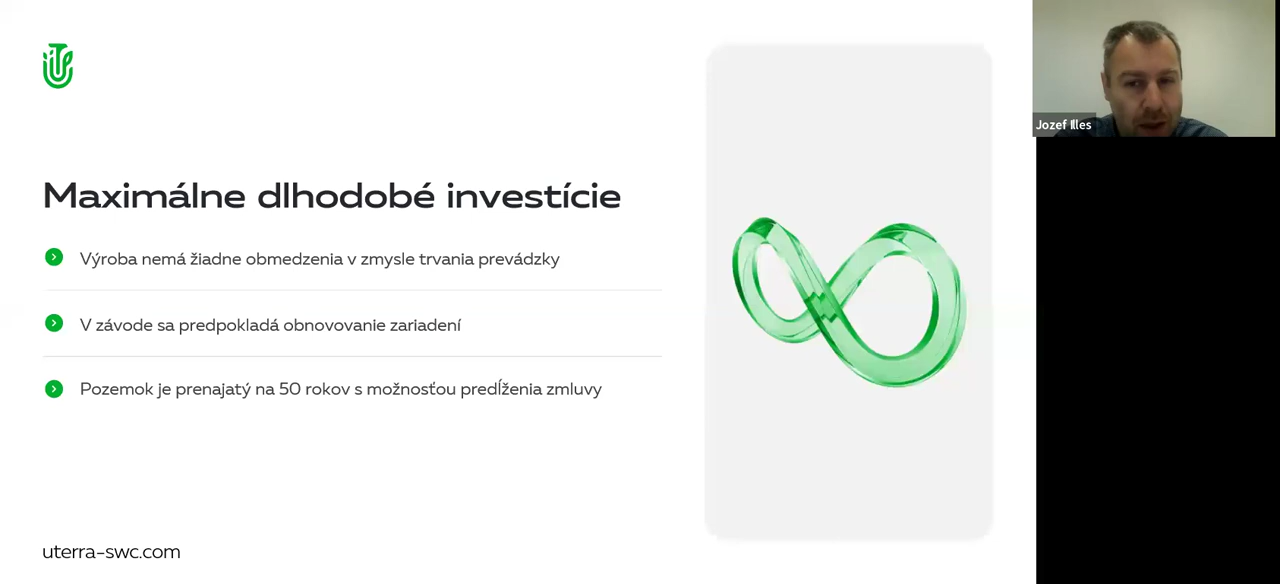 Maximálne dlhodobé investície
Výroba nemá žiadne obmedzenia v zmysle trvania prevádzky
V závode sa predpokladá obnovovanie zariadení
Pozemok je prenajatý na 50 rokov s možnosťou predĺženia zmluvy
uterra-swc.com
Jozef Illes